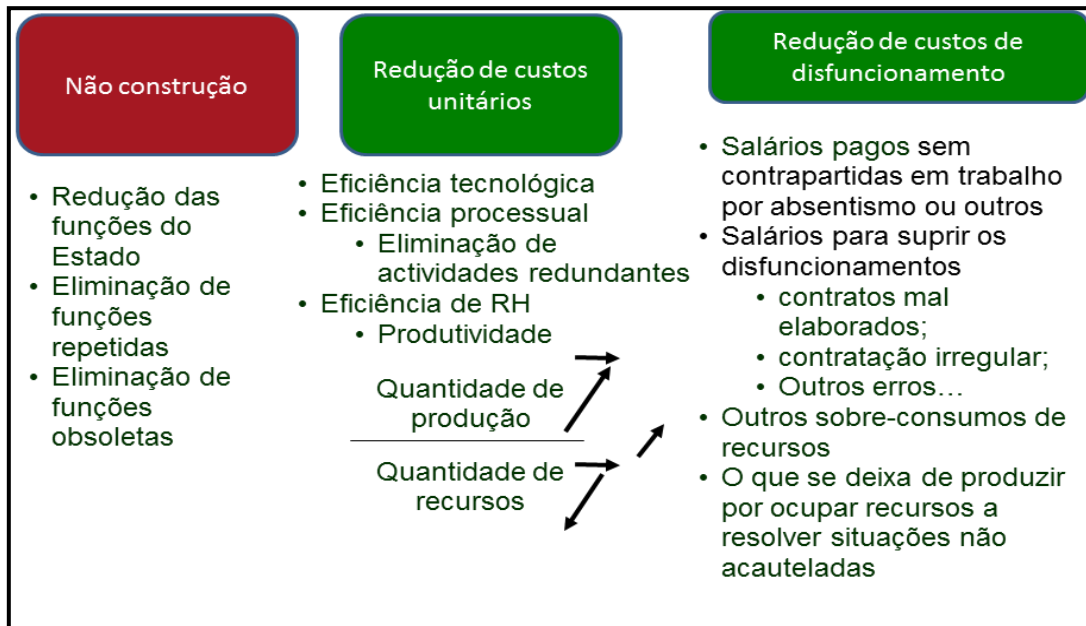 Não construção
• Redução das
funções do
Estado
• Eliminação de
funções
repetidas
• Eliminação de
funções
obsoletas
Redução de custos
unitários
• Eficiência tecnológica
• Eficiência processual
• Eliminação de
actividades redundantes
• Eficiência de RH
• Produtividade
Quantidade de
produção
Quantidade de
recursos
Redução de custos de
disfuncionamento
• Salários pagos sem
contrapartidas em trabalho
por absentismo ou outros
• Salários para suprir os
disfuncionamentos
• contratos mal
elaborados;
• contratação irregular;
• Outros erros…
• Outros sobre-consumos de
recursos
• O que se deixa de produzir
por ocupar recursos a
resolver situações não
acauteladas